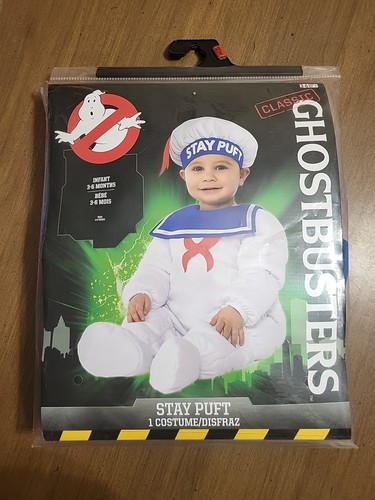 CLASSIC
GHOSTBUSTERS
STAY PUFT
INFANT
3-6 MONTHS
BÉBÉ
3-6 MOIS
STAY PUFT
1 COSTUME/DISFRAZ